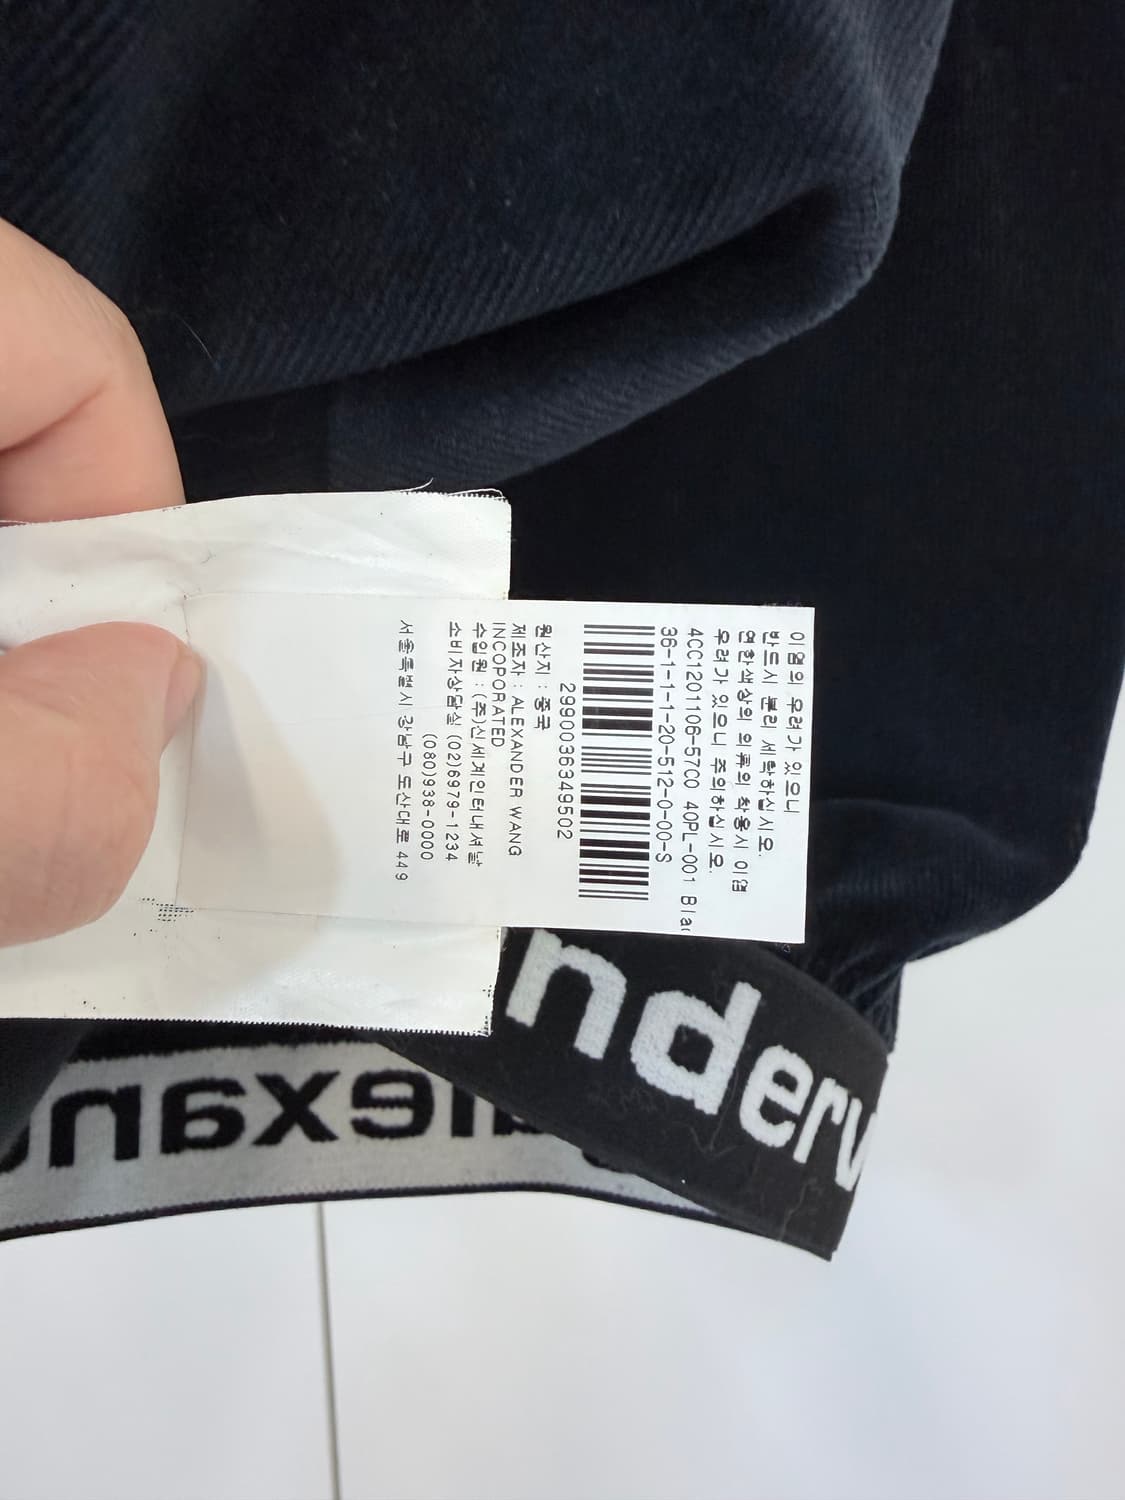 이염의 우려가 있으니
반드시 분리 세탁하십시오.
연한색상의 의류의 착용시 이염
우려가 있으니 주의하십시오.
4CC1201106-57C0 40PL-001 Bla
36-1-1-1-20-512-0-00-S
2990036349502
원산지 : 중국
제조자 : ALEXANDER WANG
INCOPORATED
수입원 : (주)신세계인터내셔날
소비자상담실 (02)6979-1234
(080)938-0000
서울특별시 강남구 도산대로 449
nderw
alexan